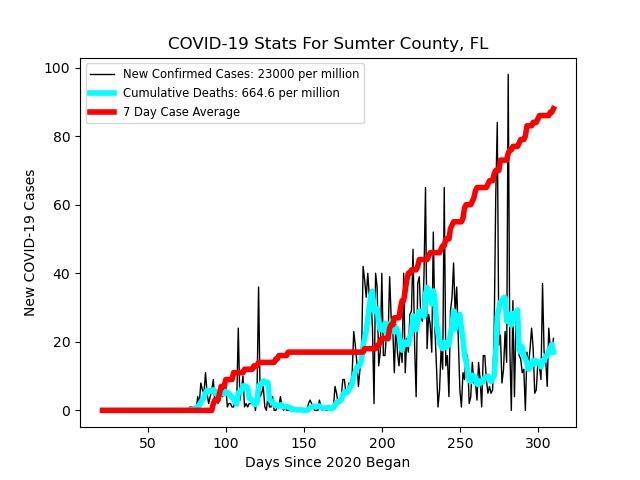 COVID-19 Stats For Sumter County, FL
New Confirmed Cases: 23000 per million
Cumulative Deaths: 664.6 per million
7 Day Case Average
New COVID-19 Cases
100
80
60
40
20
0
50 100 150 200 250 300
Days Since 2020 Began